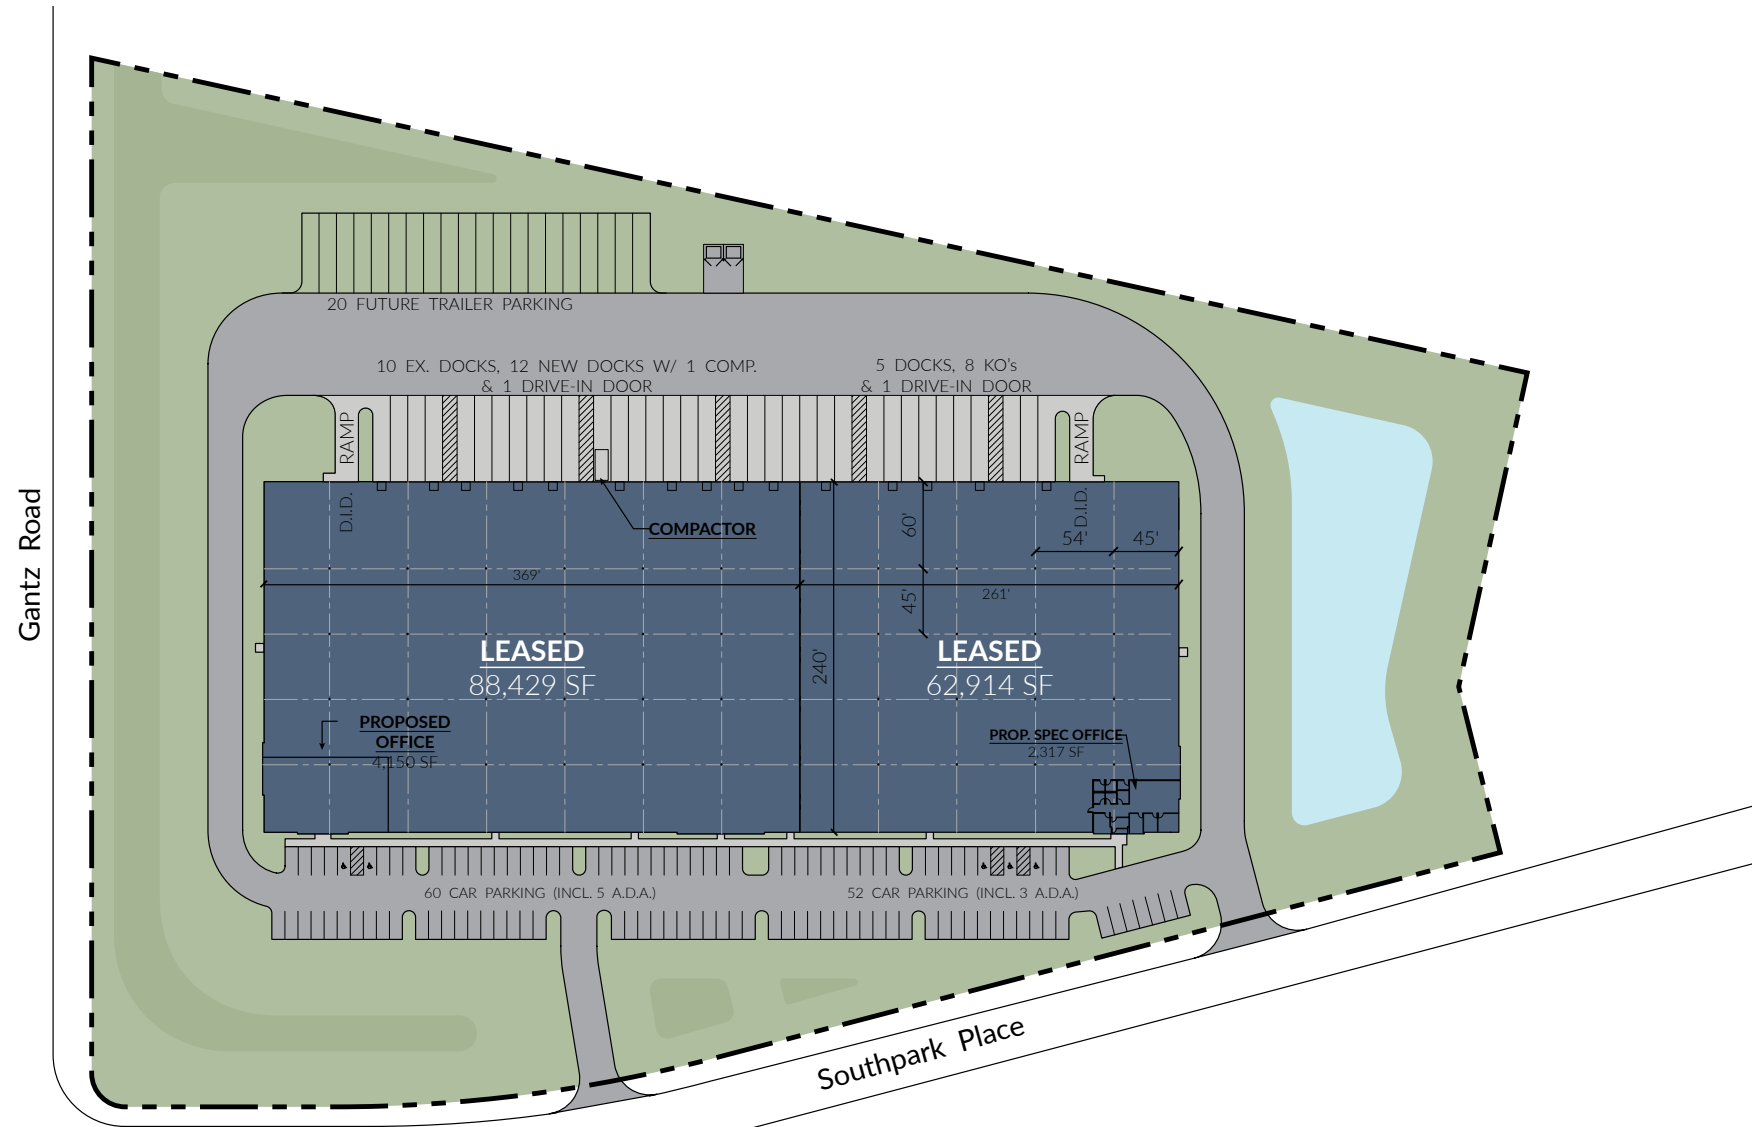 20 FUTURE TRAILER PARKING
10 EX. DOCKS, 12 NEW DOCKS W/ 1 COMP.
& 1 DRIVE-IN DOOR
5 DOCKS, 8 KO's
& 1 DRIVE-IN DOOR
RAMP
RAMP
D.I.D.
D.I.D.
COMPACTOR
60'
54'
45'
369'
45'
261'
Gantz Road
LEASED
88,429 SF
240'
LEASED
62,914 SF
PROPOSED
OFFICE
4,150 SF
PROP. SPEC OFFICE
2,317 SF
60 CAR PARKING (INCL. 5 A.D.A.)
52 CAR PARKING (INCL. 3 A.D.A.)
Southpark Place